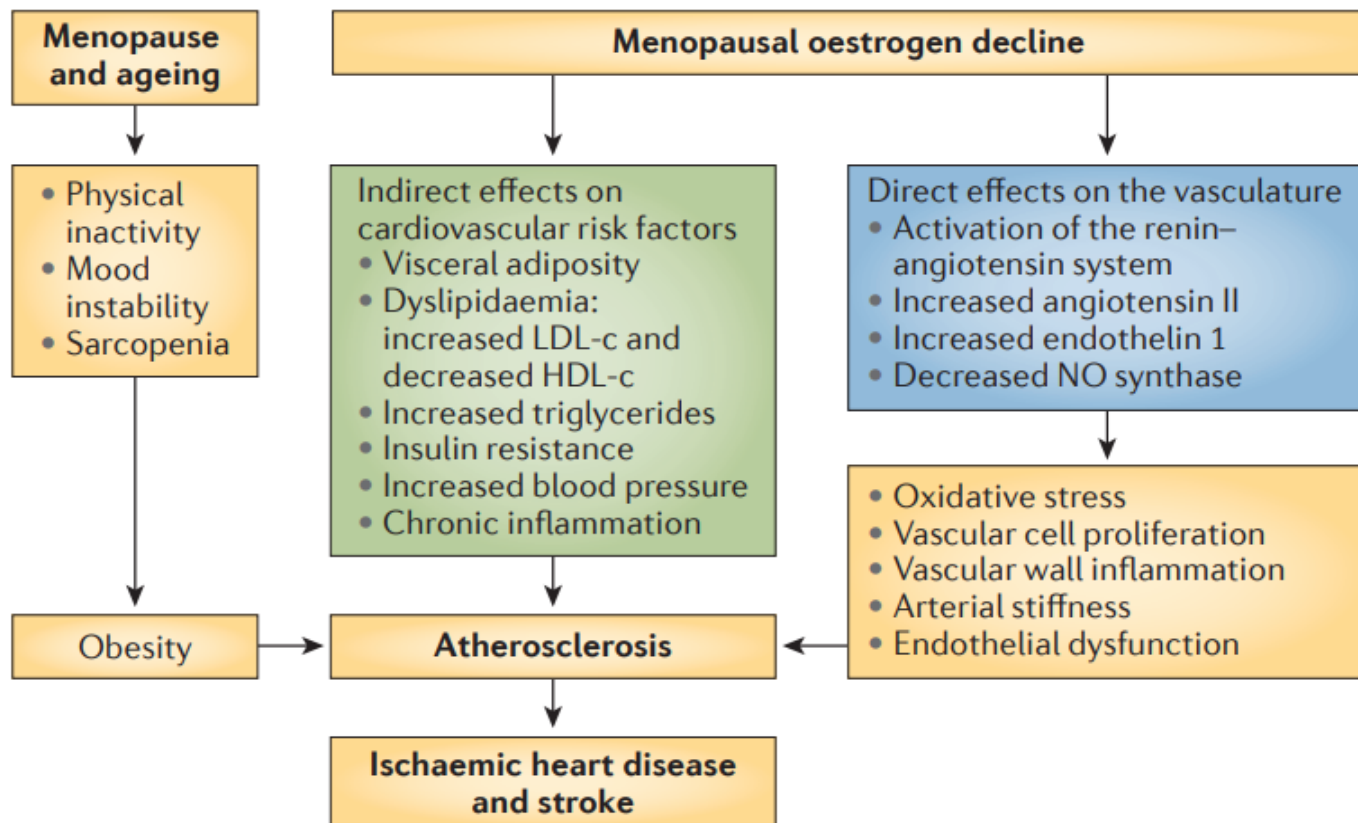 Menopause
and ageing
Menopausal oestrogen decline
• Physical
inactivity
• Mood
instability
• Sarcopenia
Indirect effects on
cardiovascular risk factors
• Visceral adiposity
• Dyslipidaemia:
increased LDL-c and
decreased HDL-c
• Increased triglycerides
• Insulin resistance
• Increased blood pressure
• Chronic inflammation
Direct effects on the vasculature
• Activation of the renin–
angiotensin system
• Increased angiotensin II
• Increased endothelin 1
• Decreased NO synthase
• Oxidative stress
• Vascular cell proliferation
• Vascular wall inflammation
• Arterial stiffness
• Endothelial dysfunction
Obesity
Atherosclerosis
Ischaemic heart disease
and stroke